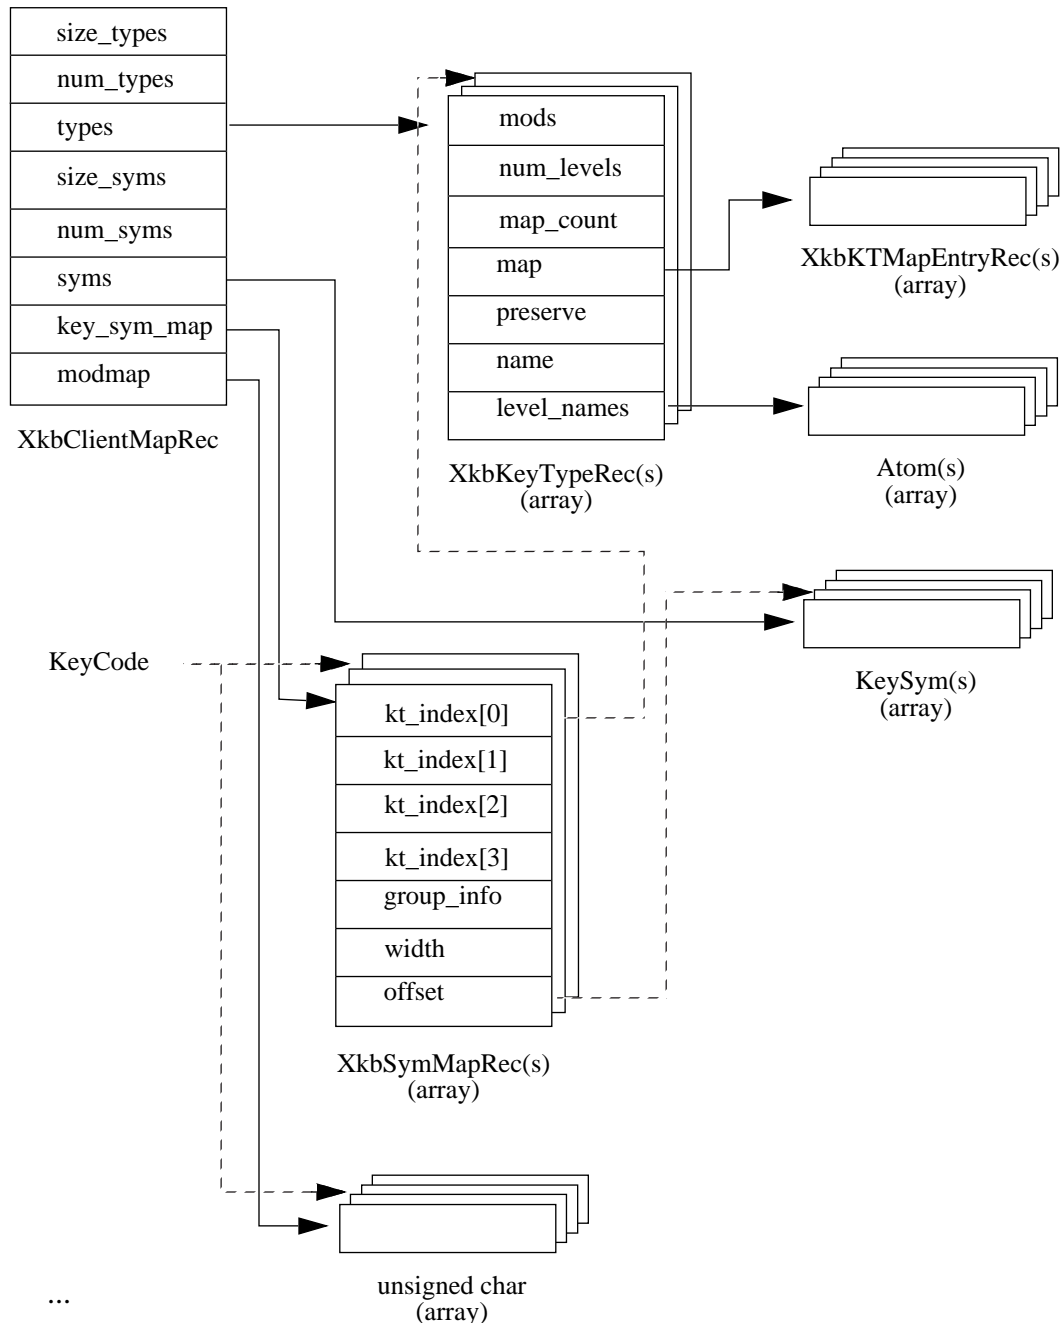 size_types
num_types
types
size_syms
num_syms
syms
key_sym_map
modmap
XkbClientMapRec
mods
num_levels
map_count
map
preserve
name
level_names
XkbKeyTypeRec(s)
(array)
XkbKTMapEntryRec(s)
(array)
Atom(s)
(array)
KeySym(s)
(array)
KeyCode
kt_index[0]
kt_index[1]
kt_index[2]
kt_index[3]
group_info
width
offset
XkbSymMapRec(s)
(array)
unsigned char
(array)
...